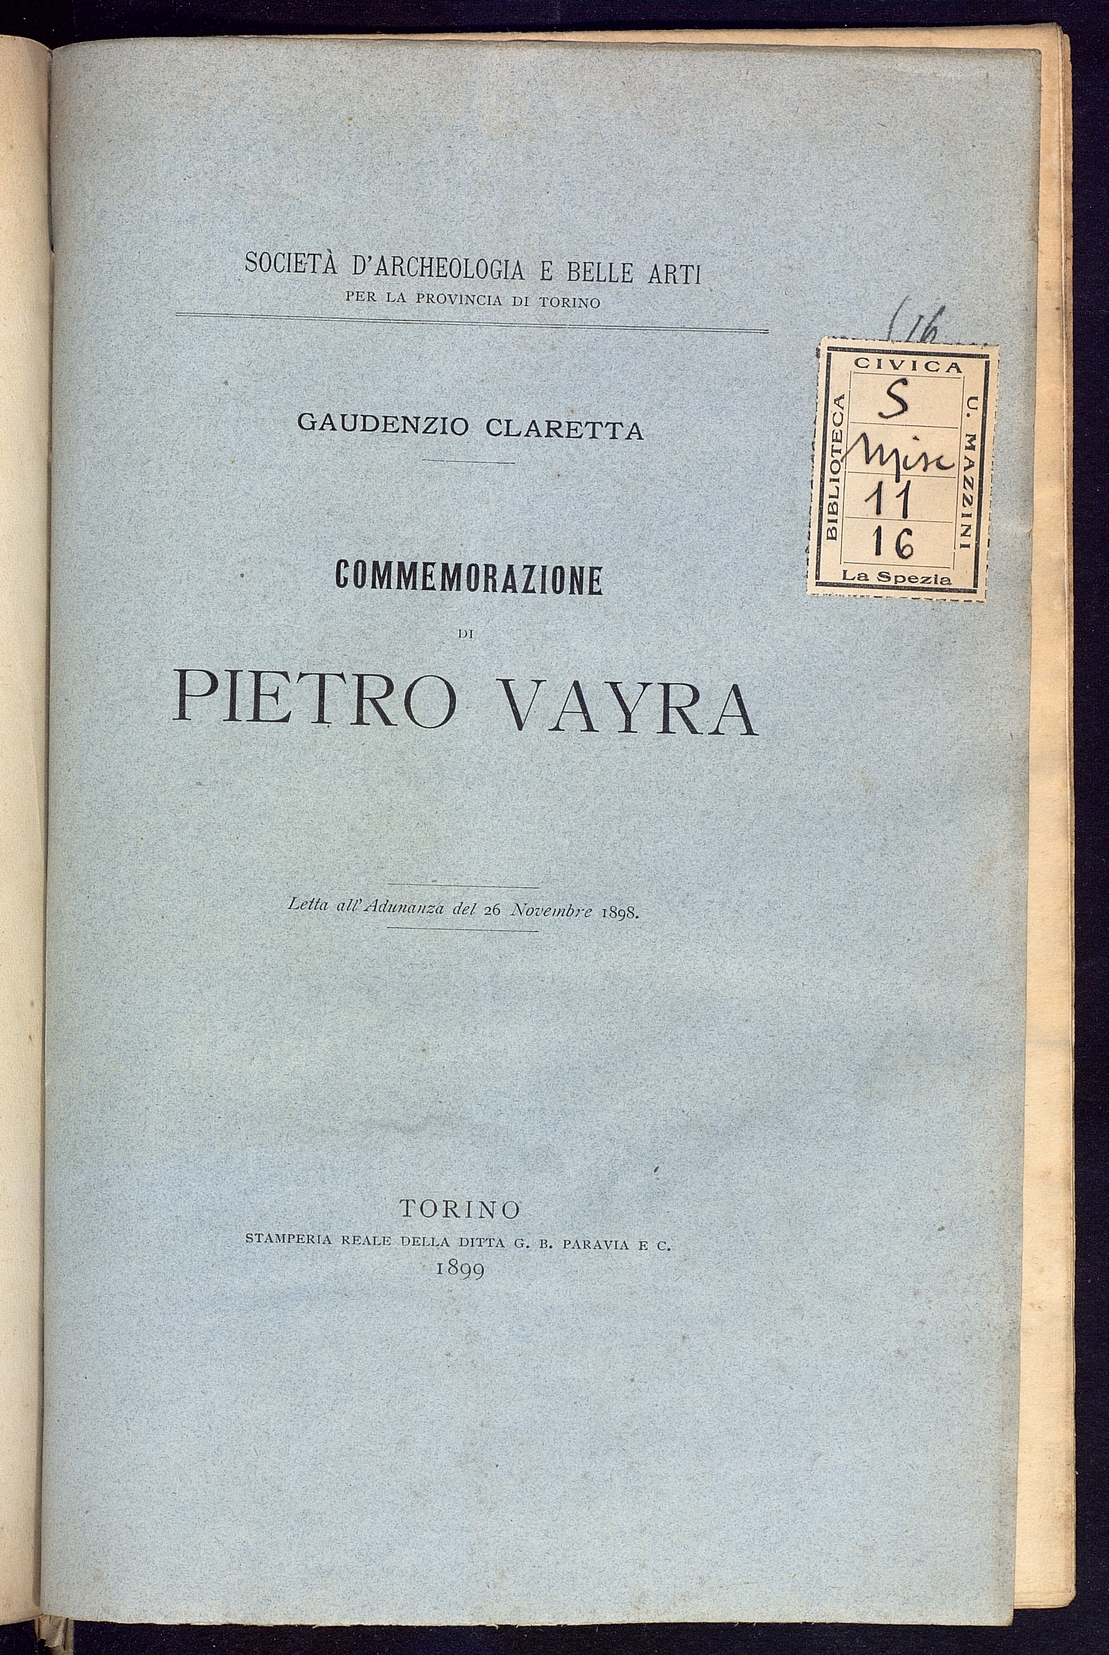 SOCIETÀ D'ARCHEOLOGIA E BELLE ARTI
PER LA PROVINCIA DI TORINO
GAUDENZIO CLARETTA
COMMEMORAZIONE
DI
PIETRO VAYRA
Letta all'Adunanza del 26 Novembre 1898.
TORINO
STAMPERIA REALE DELLA DITTA G. B. PARAVIA E C.
1899
16
BIBLIOTECA
CIVICA
U. MAZZINI
La Spezia
S
Misc
11
16